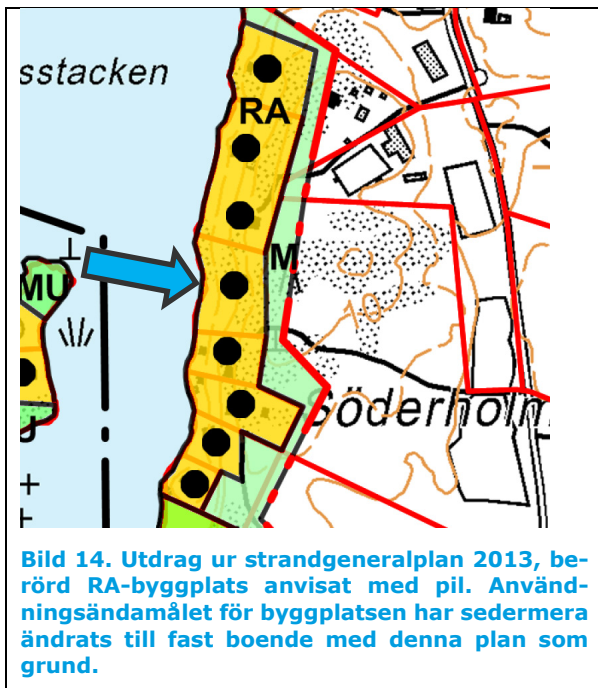 sstacken
RA
M
MU
10
Söderholm
U
Bild 14. Utdrag ur strandgeneralplan 2013, be-
rörd RA-byggplats anvisat med pil. Använd-
ningsändamålet för byggplatsen har sedermera
ändrats till fast boende med denna plan som
grund.